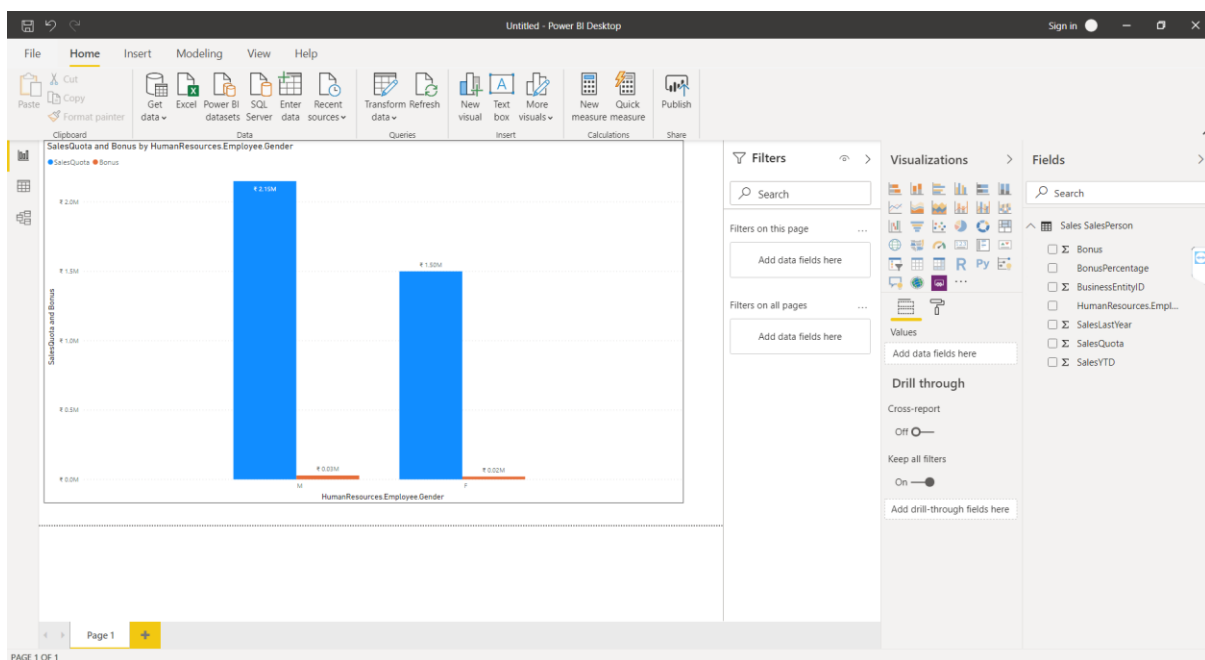 Untitled - Power BI Desktop
Sign in
File Home Insert Modeling View Help
Paste
Cut
Copy
Format painter
Clipboard
Get data
Excel
Power BI datasets
SQL Server
Enter data
Recent sources
Data
Transform data
Refresh
Queries
New visual
Text box
More visuals
Insert
New measure
Quick measure
Calculations
Publish
Share
SalesQuota and Bonus by HumanResources.Employee.Gender
SalesQuota Bonus
₹ 2.0M
₹ 1.5M
₹ 1.0M
₹ 0.5M
₹ 0.0M
SalesQuota and Bonus
₹ 2.15M
₹ 0.03M
₹ 1.50M
₹ 0.02M
M
F
HumanResources.Employee.Gender
Filters
Search
Filters on this page ...
Add data fields here
Filters on all pages ...
Add data fields here
Visualizations
R Py
...
Values
Add data fields here
Drill through
Cross-report
Off
Keep all filters
On
Add drill-through fields here
Fields
Search
Sales SalesPerson
Σ Bonus
BonusPercentage
Σ BusinessEntityID
HumanResources.Empl...
Σ SalesLastYear
Σ SalesQuota
Σ SalesYTD
Page 1 +
PAGE 1 OF 1